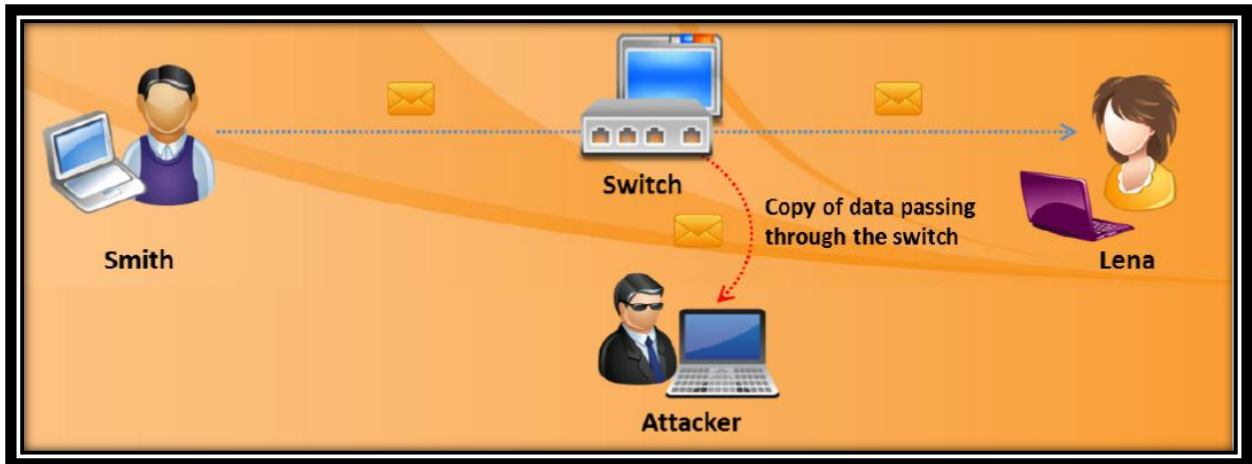 Switch
Copy of data passing
through the switch
Smith
Lena
Attacker